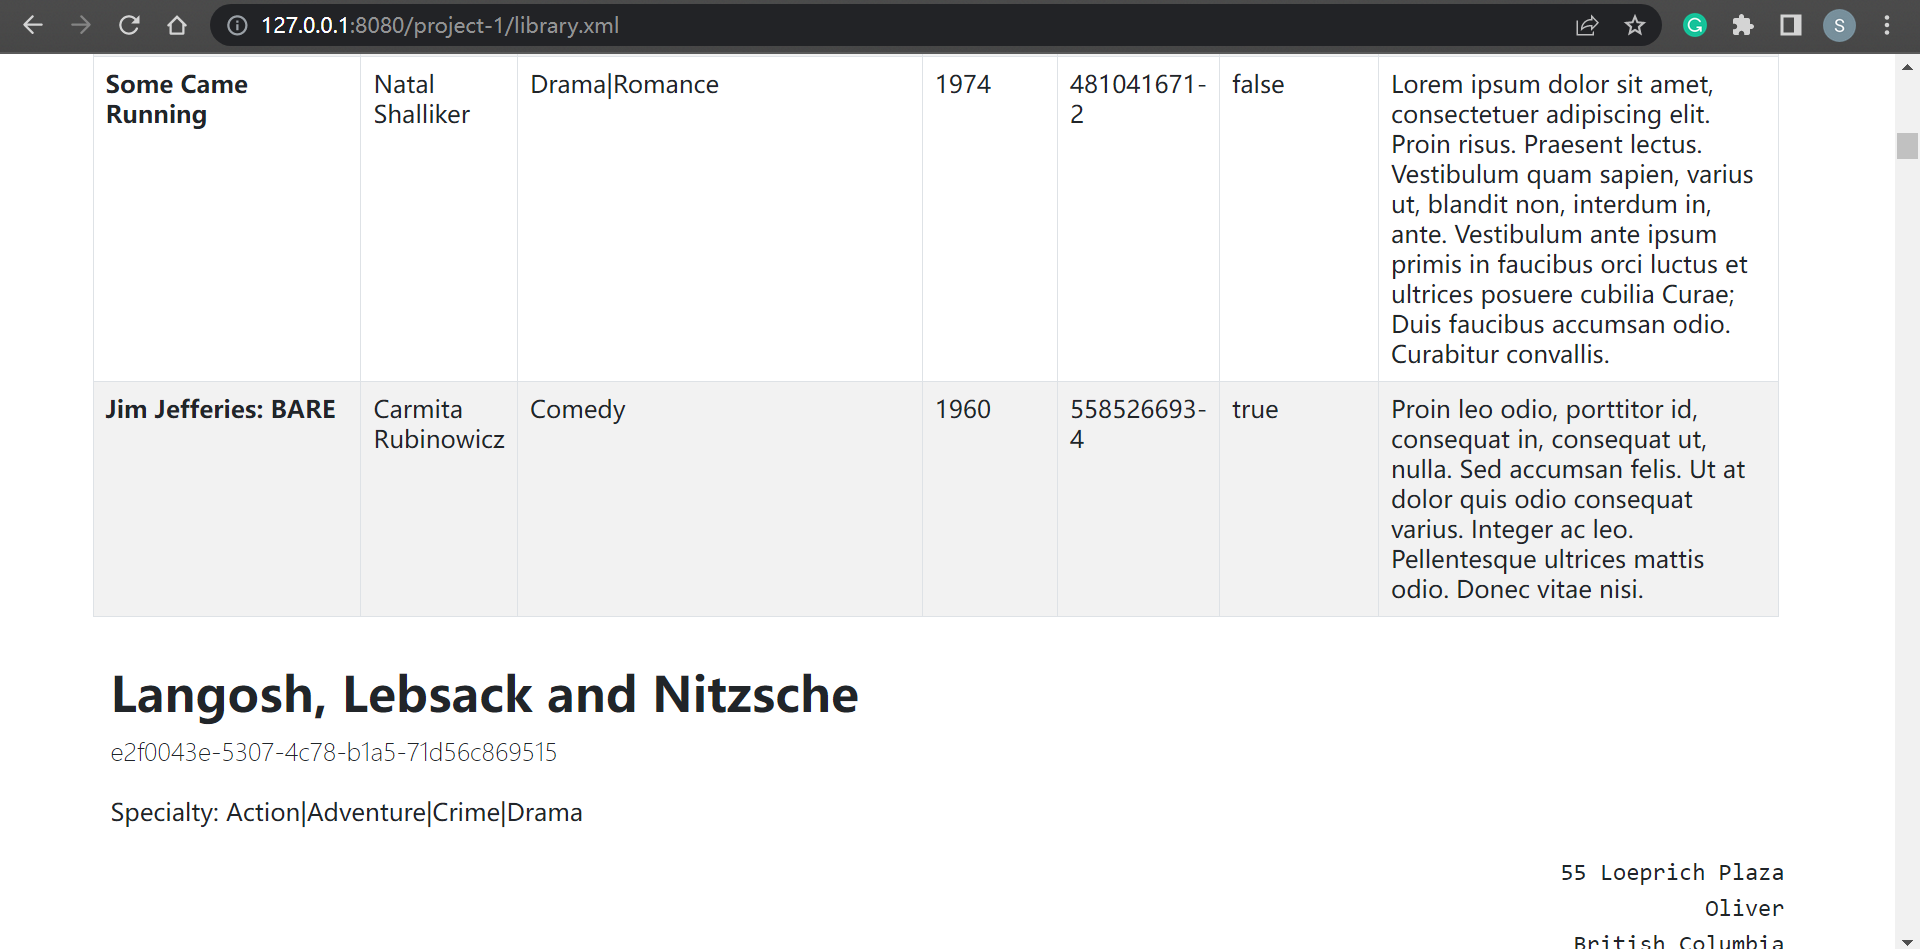 127.0.0.1:8080/project-1/library.xml
S
Some Came
Running
Natal
Shalliker
Drama|Romance
1974
481041671-
2
false
Lorem ipsum dolor sit amet,
consectetuer adipiscing elit.
Proin risus. Praesent lectus.
Vestibulum quam sapien, varius
ut, blandit non, interdum in,
ante. Vestibulum ante ipsum
primis in faucibus orci luctus et
ultrices posuere cubilia Curae;
Duis faucibus accumsan odio.
Curabitur convallis.
Jim Jefferies: BARE
Carmita
Rubinowicz
Comedy
1960
558526693-
4
true
Proin leo odio, porttitor id,
consequat in, consequat ut,
nulla. Sed accumsan felis. Ut at
dolor quis odio consequat
varius. Integer ac leo.
Pellentesque ultrices mattis
odio. Donec vitae nisi.
Langosh, Lebsack and Nitzsche
e2f0043e-5307-4c78-b1a5-71d56c869515
Specialty: Action|Adventure|Crime|Drama
55 Loeprich Plaza
Oliver
British Columbia